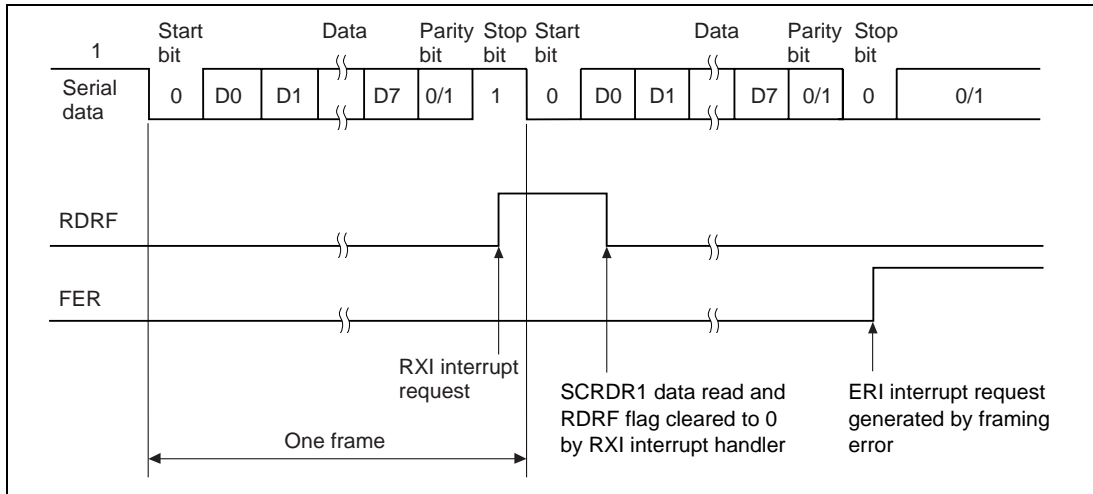 Start bit Data Parity bit Stop bit Start bit Data Parity bit Stop bit
1
Serial data 0 D0 D1 D7 0/1 1 0 D0 D1 D7 0/1 0 0/1
RDRF
FER
RXI interrupt
request
SCRDR1 data read and
RDRF flag cleared to 0
by RXI interrupt handler
ERI interrupt request
generated by framing
error
One frame